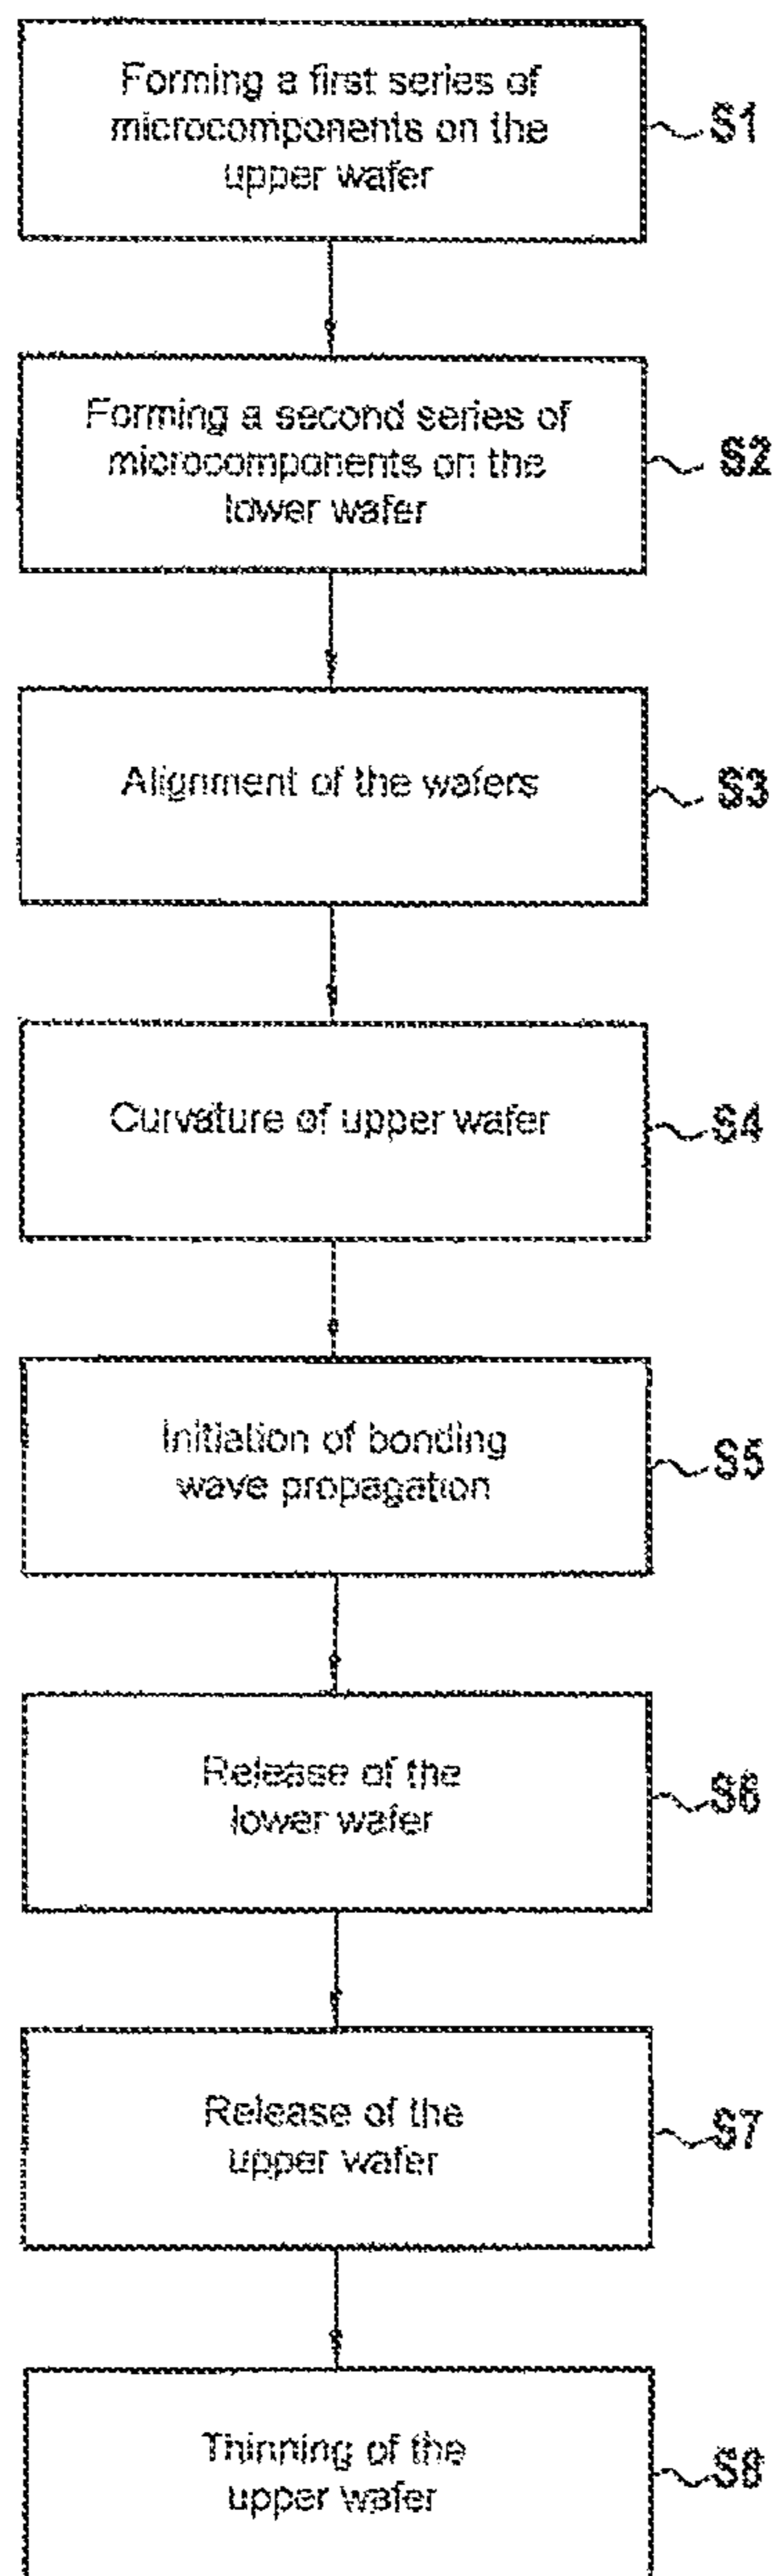 Forming a first series of
microcomponents on the
upper wafer
S1
Forming a second series of
microcomponents on the
lower wafer
S2
Alignment of the wafers
S3
Curvature of upper wafer
S4
Initiation of bonding
wave propagation
S5
Release of the
lower wafer
S6
Release of the
upper wafer
S7
Thinning of the
upper wafer
S8